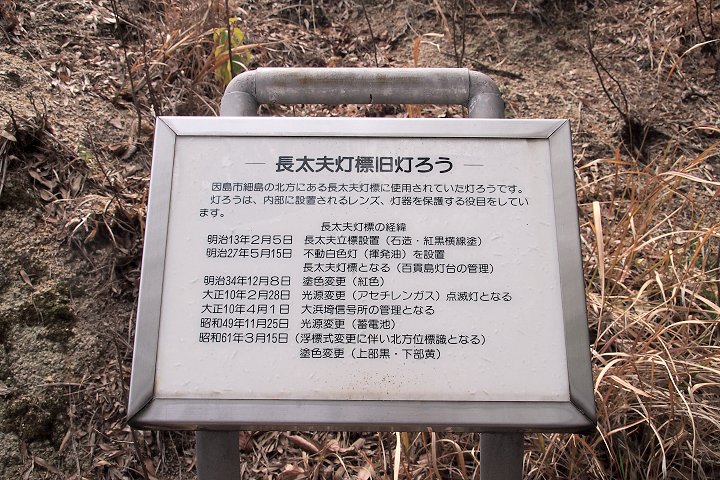 ― 長太夫灯標旧灯ろう ―
因島市細島の北方にある長太夫灯標に使用されていた灯ろうです。
灯ろうは、内部に設置されるレンズ、灯器を保護する役目をしてい
ます。
長太夫灯標の経緯
明治13年2月5日 長太夫立標設置（石造・紅黒横線塗）
明治27年5月15日 不動白色灯（揮発油）を設置
長太夫灯標となる（百貫島灯台の管理）
明治34年12月8日 塗色変更（紅色）
大正10年2月28日 光源変更（アセチレンガス）点滅灯となる
大正10年4月1日 大浜埼信号所の管理となる
昭和49年11月25日 光源変更（蓄電池）
昭和61年3月15日（浮標式変更に伴い北方位標識となる）
塗色変更（上部黒・下部黄）